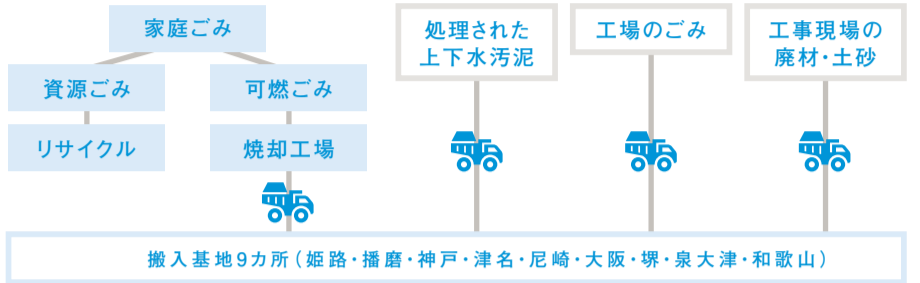 家庭ごみ
資源ごみ
可燃ごみ
リサイクル
焼却工場
処理された
上下水汚泥
工場のごみ
工事現場の
廃材・土砂
搬入基地9カ所(姫路・播磨・神戸・津名・尼崎・大阪・堺・泉大津・和歌山)